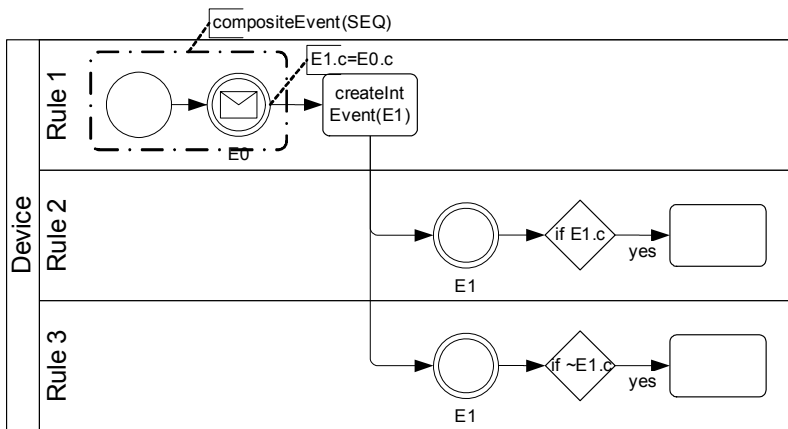 compositeEvent(SEQ)
E1.c=E0.c
Device
Rule 1
createInt
Event(E1)
E0
Rule 2
if E1.c
yes
E1
Rule 3
if ~E1.c
yes
E1